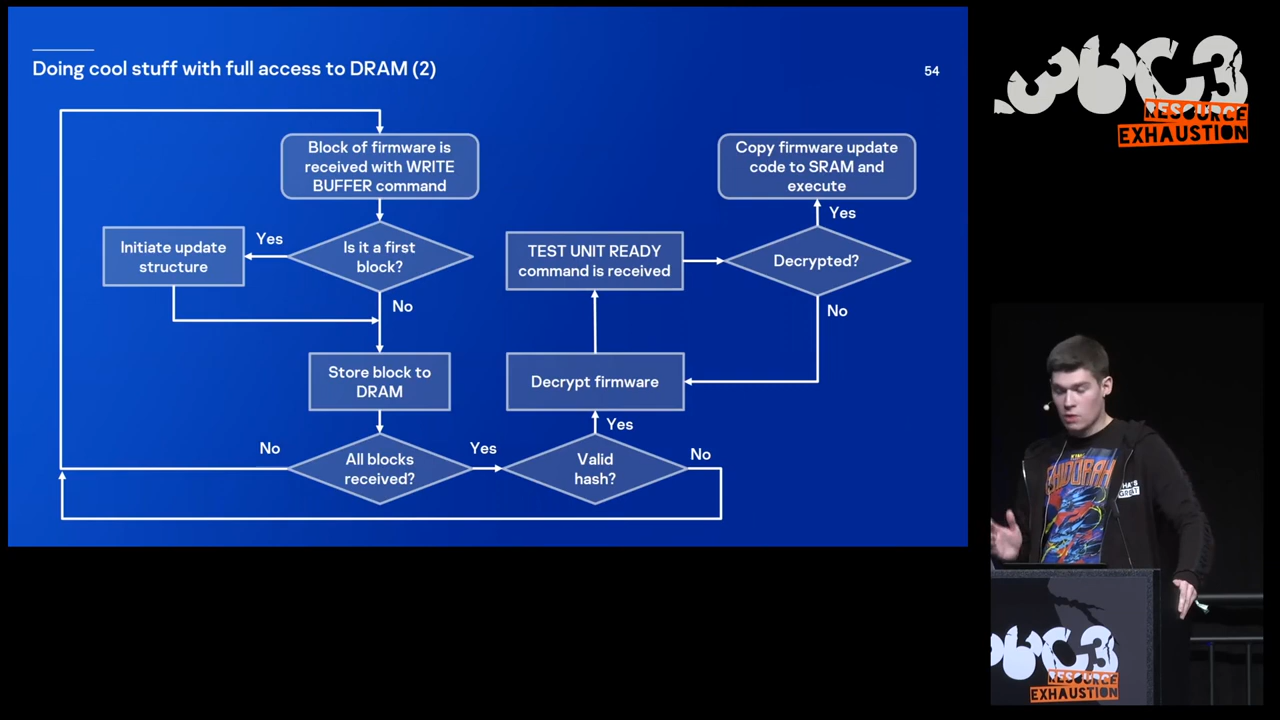 Doing cool stuff with full access to DRAM (2)
54
Block of firmware is
received with WRITE
BUFFER command
Is it a first
block?
Yes
Initiate update
structure
No
Store block to
DRAM
All blocks
received?
No
Yes
Valid
hash?
No
Yes
Decrypt firmware
TEST UNIT READY
command is received
Decrypted?
No
Yes
Copy firmware update
code to SRAM and
execute
RESOURCE
EXHAUSTION
GHIDORAH
RESOURCE
EXHAUSTION